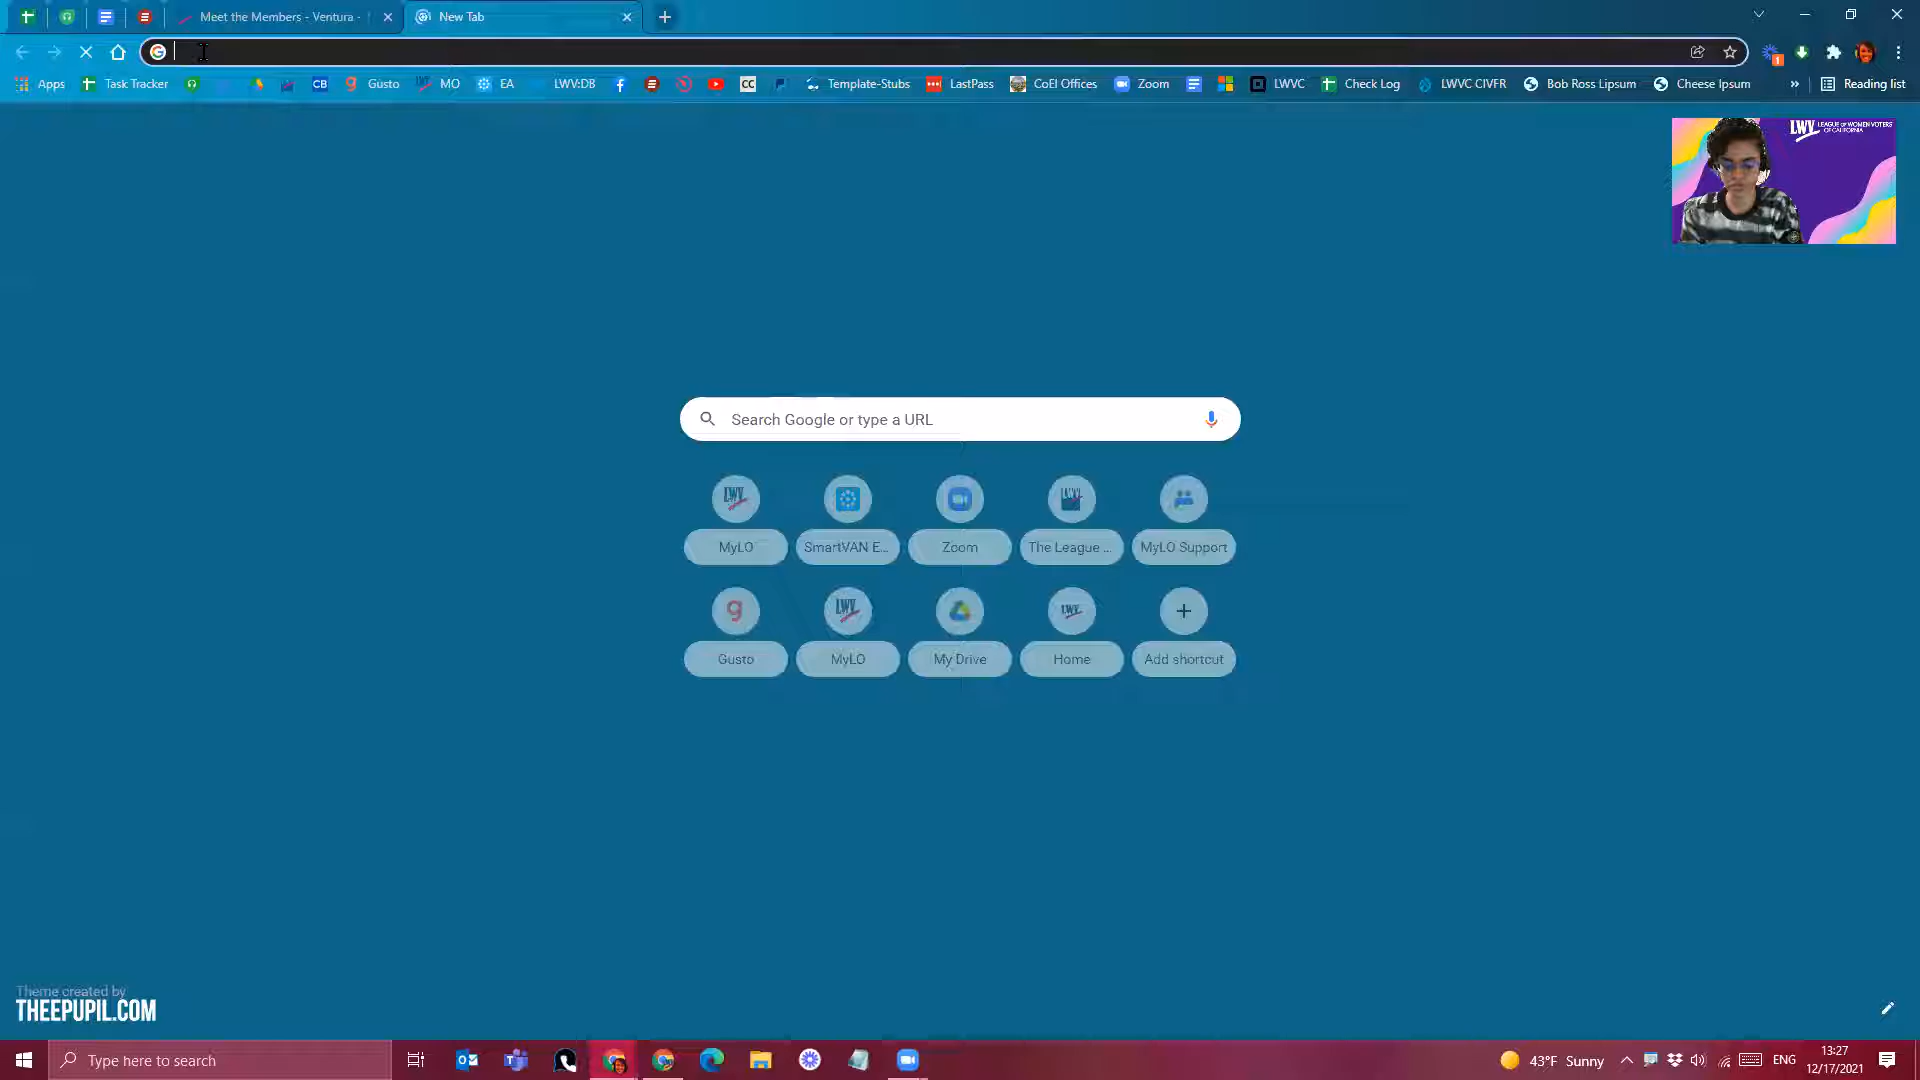 Meet the Members - Ventura -
New Tab
Apps
Task Tracker
CB
Gusto
MO
EA
LWV:DB
CC
Template-Stubs
LastPass
CoEI Offices
Zoom
LWVC
Check Log
LWVC CIVFR
Bob Ross Lipsum
Cheese Ipsum
»
Reading list
LWV LEAGUE OF WOMEN VOTERS
OF CALIFORNIA
Search Google or type a URL
MyLO
SmartVAN E...
Zoom
The League ...
MyLO Support
Gusto
MyLO
My Drive
Home
Add shortcut
Theme created by
THEEPUPIL.COM
Type here to search
43°F Sunny
ENG
13:27
12/17/2021